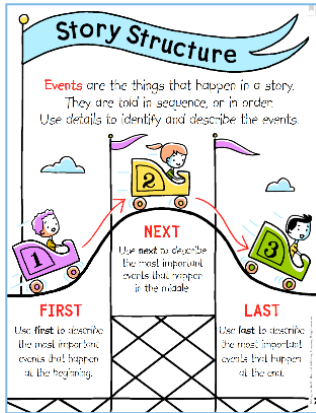 Story Structure
Events are the things that happen in a story.
They are told in sequence, or in order.
Use details to identify and describe the events.
1
2
3
FIRST
Use first to describe
the most important
events that happen
at the beginning.
NEXT
Use next to describe
the most important
events that happen
in the middle.
LAST
Use last to describe
the most important
events that happen
at the end.